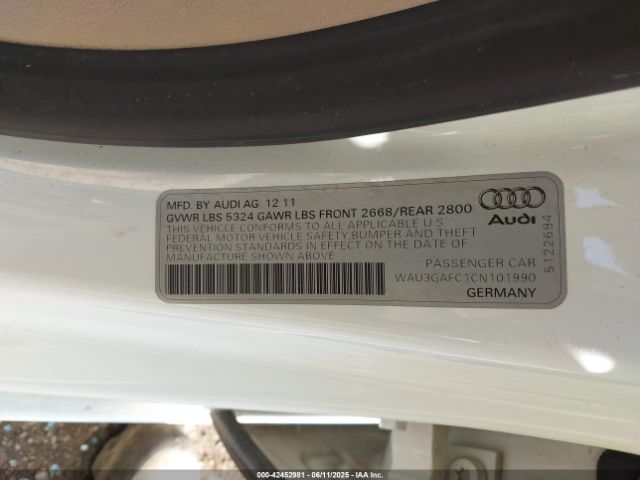 MFD. BY AUDI AG 12 11
GVWR LBS 5324 GAWR LBS FRONT 2668/REAR 2800
THIS VEHICLE CONFORMS TO ALL APPLICABLE U S
FEDERAL MOTOR VEHICLE SAFETY,BUMPER AND THEFT
PREVENTION STANDARDS IN EFFECT ON THE DATE OF
MANUFACTURE SHOWN ABOVE
Audi
5122694
PASSENGER CAR
WAU3GAFC1CN101990
GERMANY
000-42452981 - 06/11/2025 - IAA Inc.